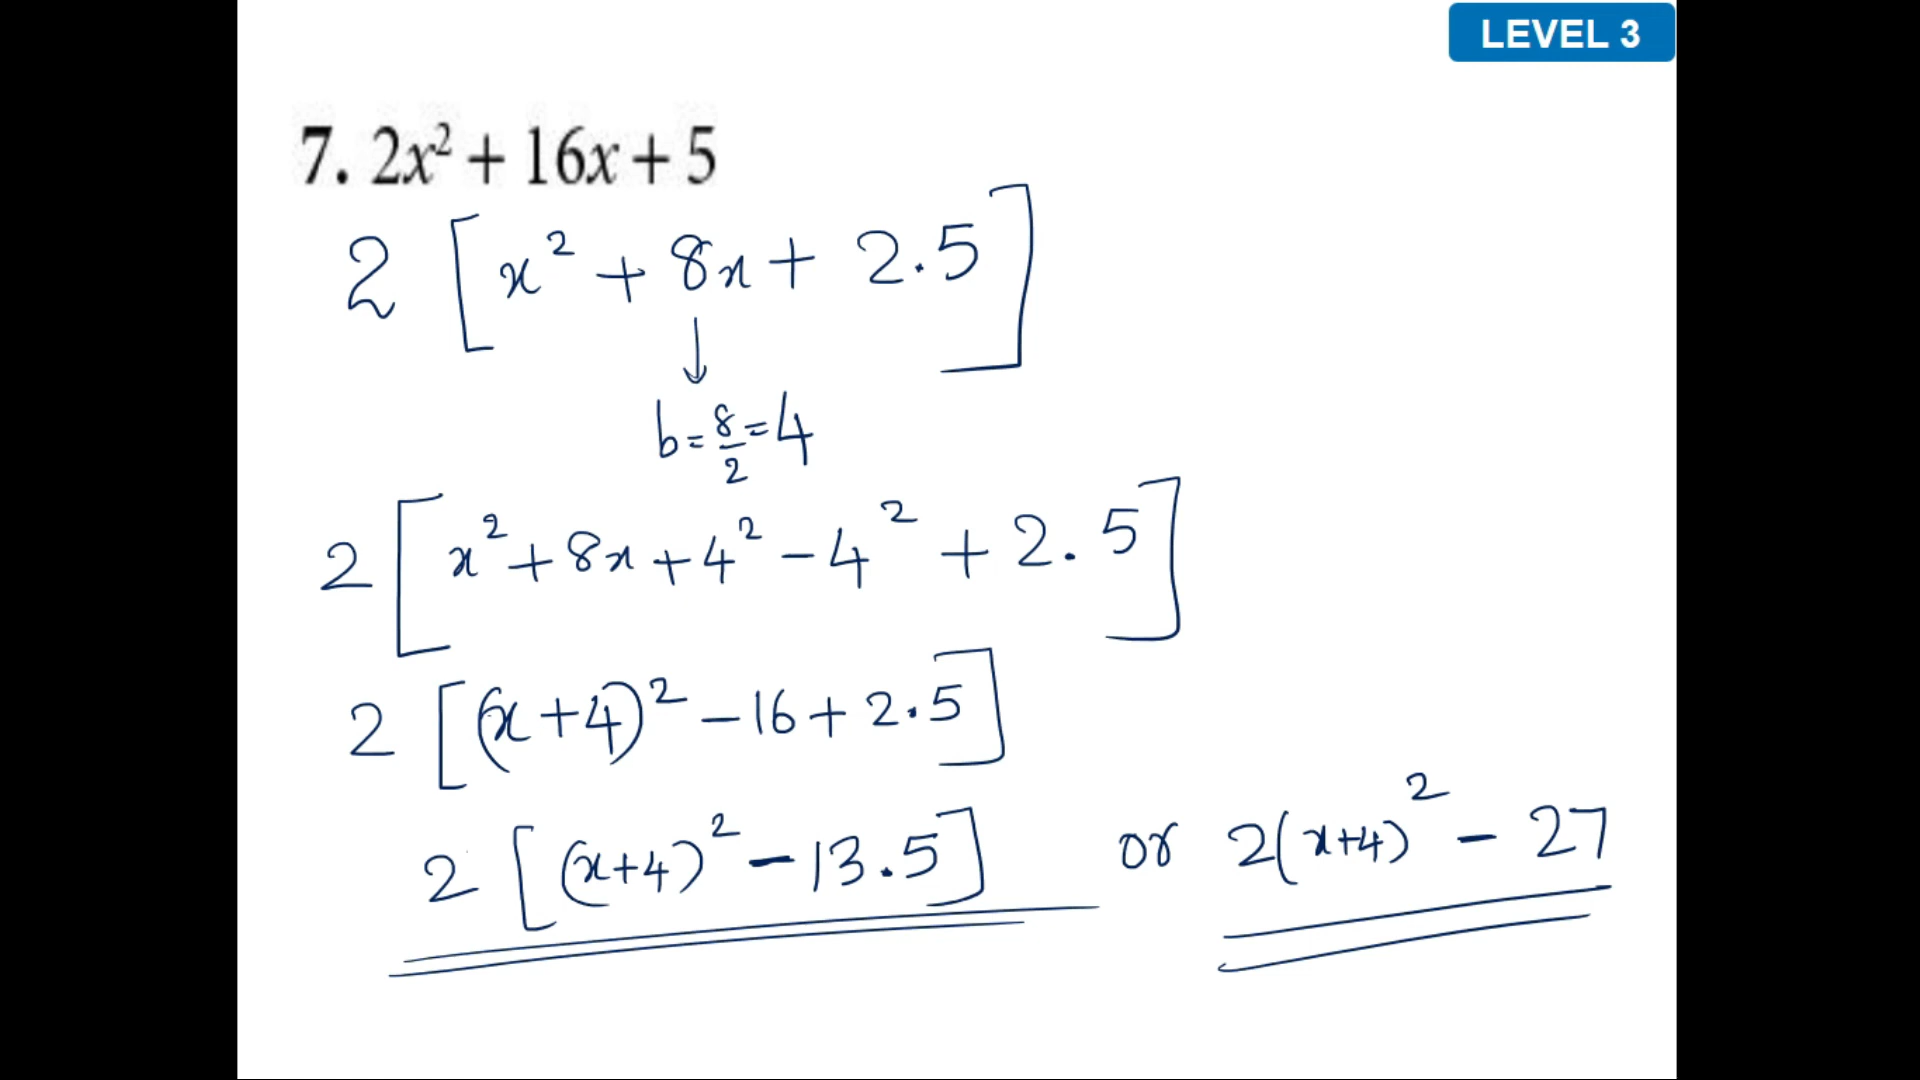 LEVEL 3
7. 2x² + 16x + 5
2 [x² + 8x + 2.5]
↓
b = 8/2 = 4
2 [x² + 8x + 4² - 4² + 2.5]
2 [(x + 4)² - 16 + 2.5]
2 [(x+4)² - 13.5] or 2(x+4)² - 27